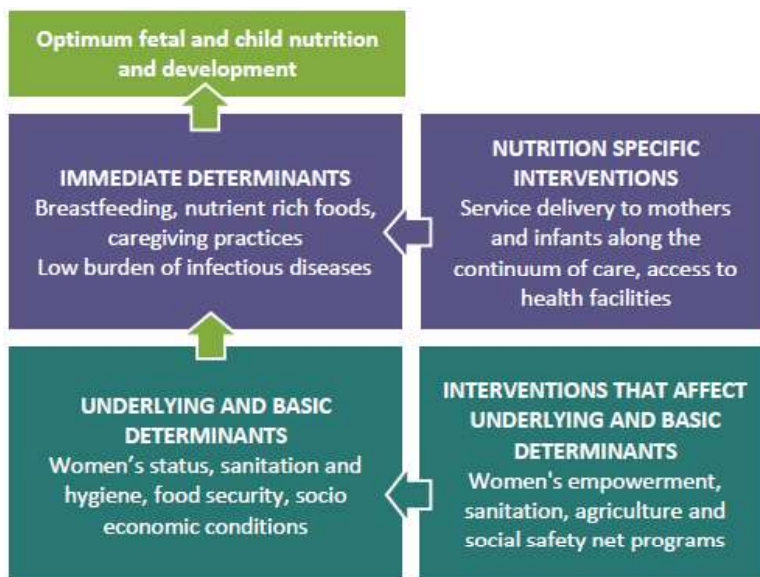 Optimum fetal and child nutrition
and development
IMMEDIATE DETERMINANTS
Breastfeeding, nutrient rich foods,
caregiving practices
Low burden of infectious diseases
NUTRITION SPECIFIC
INTERVENTIONS
Service delivery to mothers
and infants along the
continuum of care, access to
health facilities
UNDERLYING AND BASIC
DETERMINANTS
Women’s status, sanitation and
hygiene, food security, socio
economic conditions
INTERVENTIONS THAT AFFECT
UNDERLYING AND BASIC
DETERMINANTS
Women's empowerment,
sanitation, agriculture and
social safety net programs